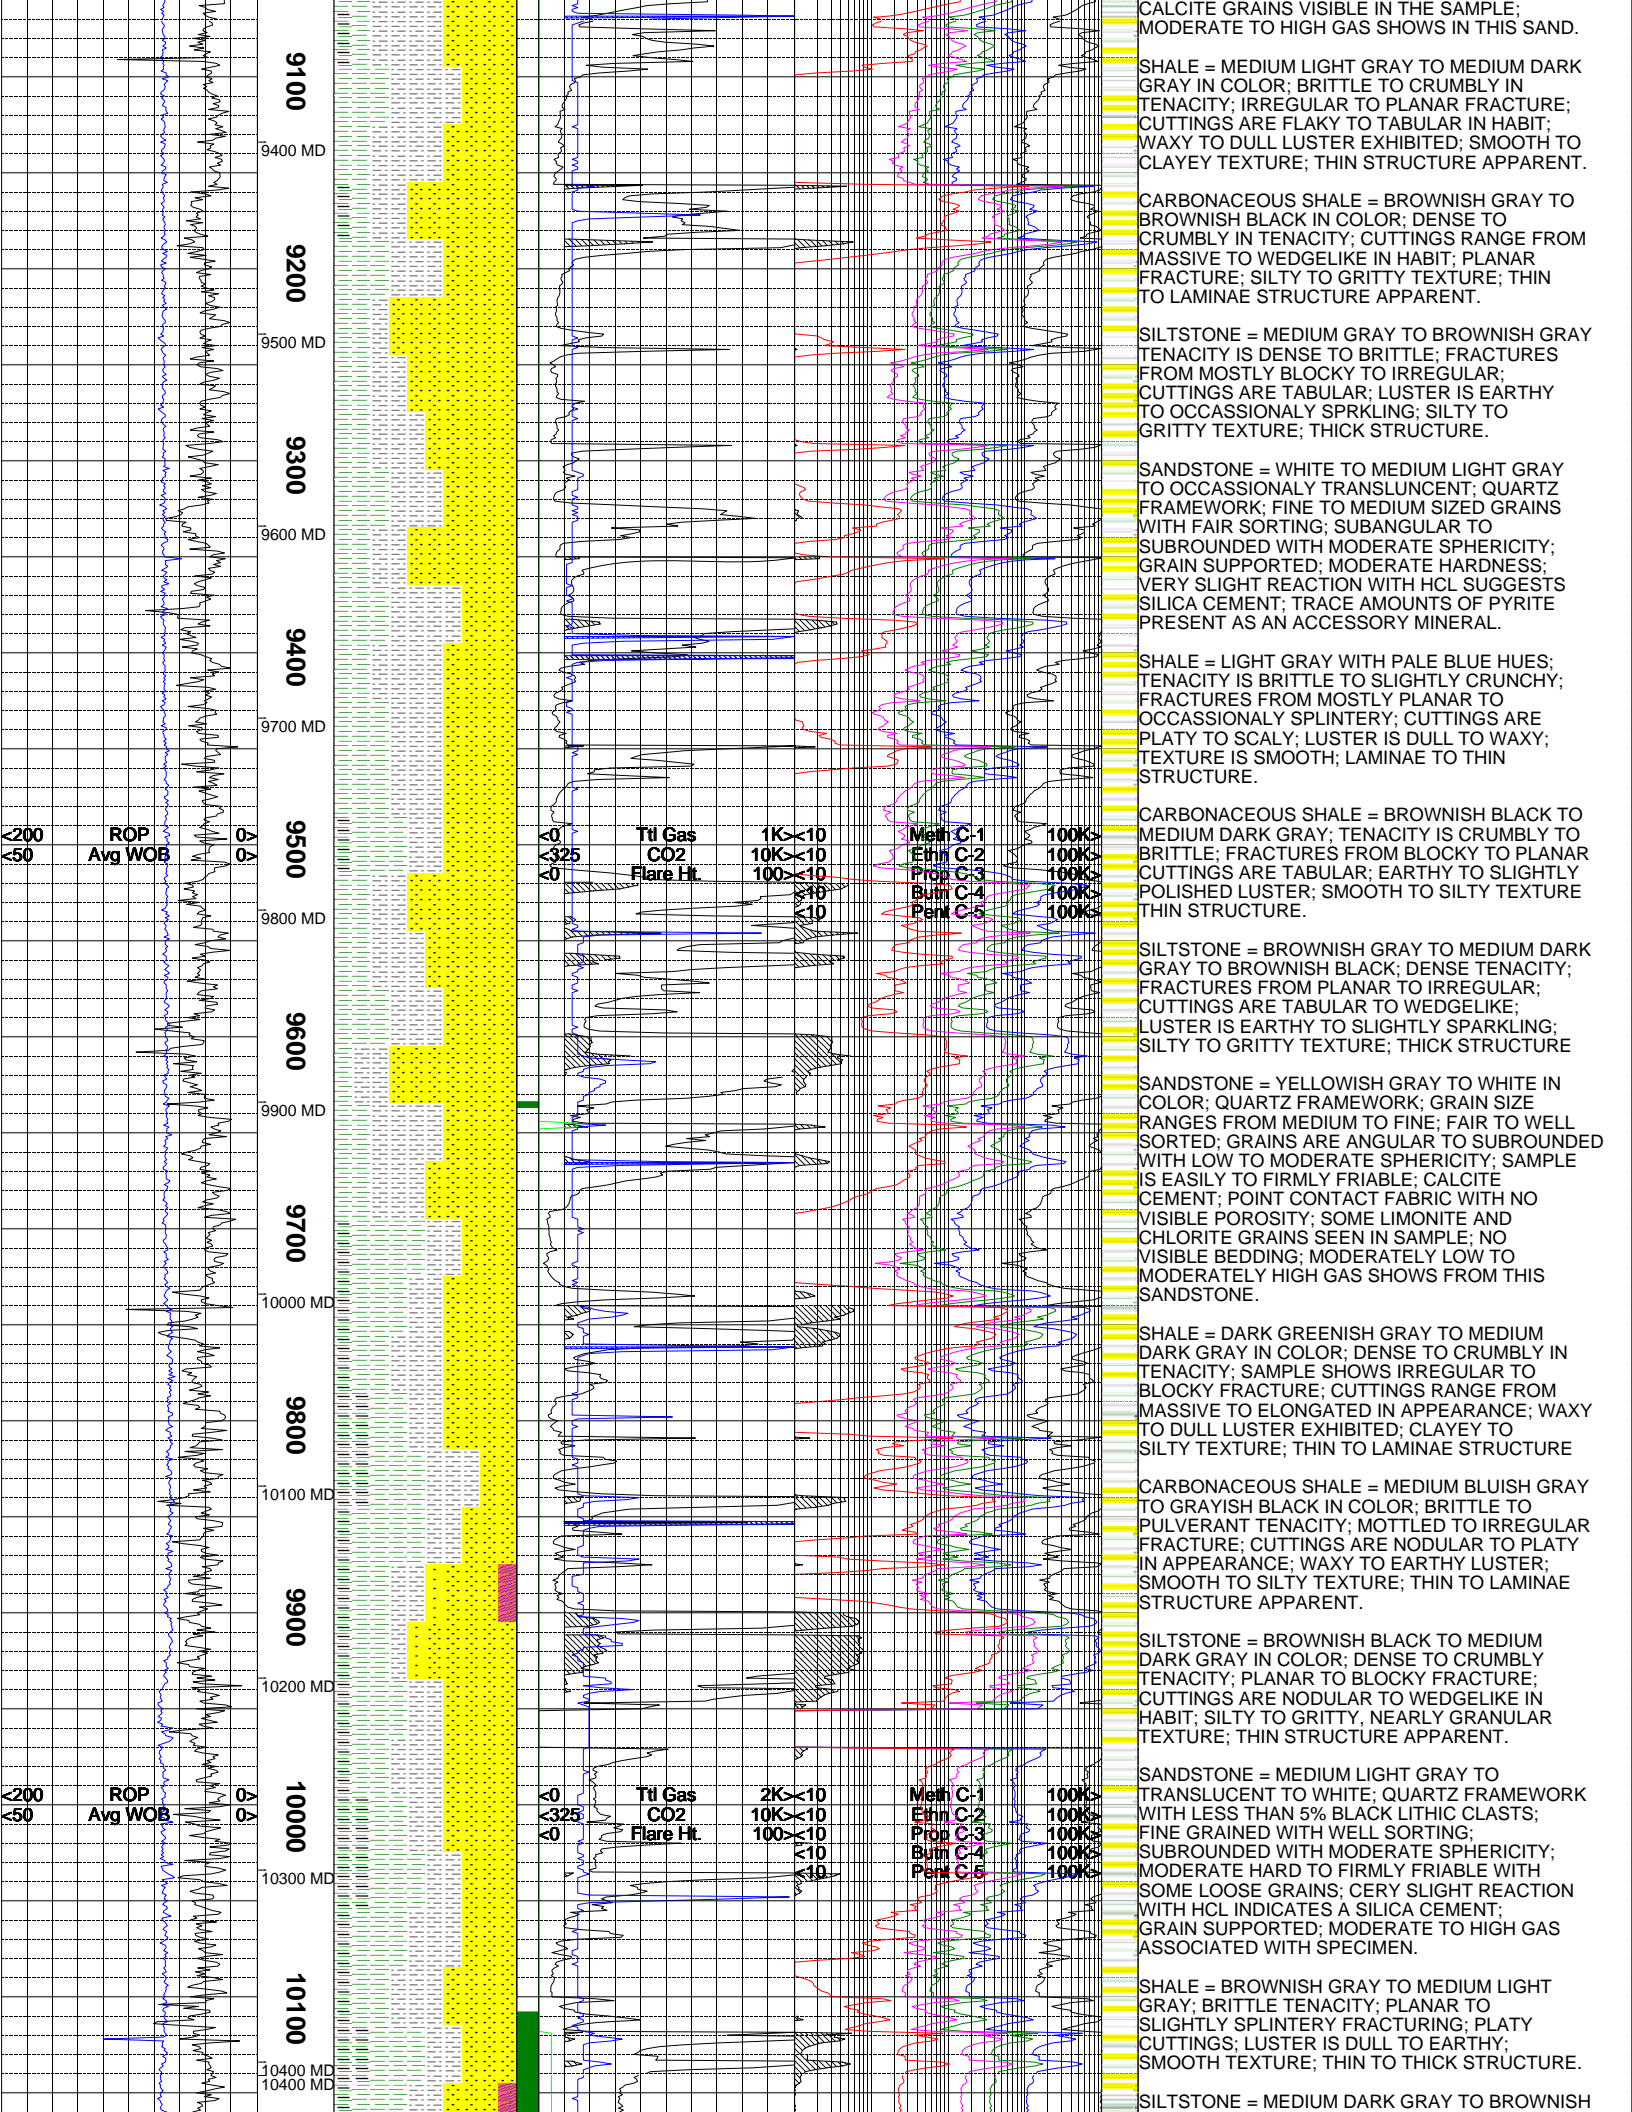 CALCITE GRAINS VISIBLE IN THE SAMPLE;
MODERATE TO HIGH GAS SHOWS IN THIS SAND.
SHALE = MEDIUM LIGHT GRAY TO MEDIUM DARK
GRAY IN COLOR; BRITTLE TO CRUMBLY IN
TENACITY; IRREGULAR TO PLANAR FRACTURE;
CUTTINGS ARE FLAKY TO TABULAR IN HABIT;
WAXY TO DULL LUSTER EXHIBITED; SMOOTH TO
CLAYEY TEXTURE; THIN STRUCTURE APPARENT.
CARBONACEOUS SHALE = BROWNISH GRAY TO
BROWNISH BLACK IN COLOR; DENSE TO
CRUMBLY IN TENACITY; CUTTINGS RANGE FROM
MASSIVE TO WEDGELIKE IN HABIT; PLANAR
FRACTURE; SILTY TO GRITTY TEXTURE; THIN
TO LAMINAE STRUCTURE APPARENT.
SILTSTONE = MEDIUM GRAY TO BROWNISH GRAY
TENACITY IS DENSE TO BRITTLE; FRACTURES
FROM MOSTLY BLOCKY TO IRREGULAR;
CUTTINGS ARE TABULAR; LUSTER IS EARTHY
TO OCCASSIONALY SPRKLING; SILTY TO
GRITTY TEXTURE; THICK STRUCTURE.
SANDSTONE = WHITE TO MEDIUM LIGHT GRAY
TO OCCASSIONALY TRANSLUNCENT; QUARTZ
FRAMEWORK; FINE TO MEDIUM SIZED GRAINS
WITH FAIR SORTING; SUBANGULAR TO
SUBROUNDED WITH MODERATE SPHERICITY;
GRAIN SUPPORTED; MODERATE HARDNESS;
VERY SLIGHT REACTION WITH HCL SUGGESTS
SILICA CEMENT; TRACE AMOUNTS OF PYRITE
PRESENT AS AN ACCESSORY MINERAL.
SHALE = LIGHT GRAY WITH PALE BLUE HUES;
TENACITY IS BRITTLE TO SLIGHTLY CRUNCHY;
FRACTURES FROM MOSTLY PLANAR TO
OCCASSIONALY SPLINTERY; CUTTINGS ARE
PLATY TO SCALY; LUSTER IS DULL TO WAXY;
TEXTURE IS SMOOTH; LAMINAE TO THIN
STRUCTURE.
CARBONACEOUS SHALE = BROWNISH BLACK TO
MEDIUM DARK GRAY; TENACITY IS CRUMBLY TO
BRITTLE; FRACTURES FROM BLOCKY TO PLANAR
CUTTINGS ARE TABULAR; EARTHY TO SLIGHTLY
POLISHED LUSTER; SMOOTH TO SILTY TEXTURE
THIN STRUCTURE.
SILTSTONE = BROWNISH GRAY TO MEDIUM DARK
GRAY TO BROWNISH BLACK; DENSE TENACITY;
FRACTURES FROM PLANAR TO IRREGULAR;
CUTTINGS ARE TABULAR TO WEDGELIKE;
LUSTER IS EARTHY TO SLIGHTLY SPARKLING;
SILTY TO GRITTY TEXTURE; THICK STRUCTURE
SANDSTONE = YELLOWISH GRAY TO WHITE IN
COLOR; QUARTZ FRAMEWORK; GRAIN SIZE
RANGES FROM MEDIUM TO FINE; FAIR TO WELL
SORTED; GRAINS ARE ANGULAR TO SUBROUNDED
WITH LOW TO MODERATE SPHERICITY; SAMPLE
IS EASILY TO FIRMLY FRIABLE; CALCITE
CEMENT; POINT CONTACT FABRIC WITH NO
VISIBLE POROSITY; SOME LIMONITE AND
CHLORITE GRAINS SEEN IN SAMPLE; NO
VISIBLE BEDDING; MODERATELY LOW TO
MODERATELY HIGH GAS SHOWS FROM THIS
SANDSTONE.
SHALE = DARK GREENISH GRAY TO MEDIUM
DARK GRAY IN COLOR; DENSE TO CRUMBLY IN
TENACITY; SAMPLE SHOWS IRREGULAR TO
BLOCKY FRACTURE; CUTTINGS RANGE FROM
MASSIVE TO ELONGATED IN APPEARANCE; WAXY
TO DULL LUSTER EXHIBITED; CLAYEY TO
SILTY TEXTURE; THIN TO LAMINAE STRUCTURE
CARBONACEOUS SHALE = MEDIUM BLUISH GRAY
TO GRAYISH BLACK IN COLOR; BRITTLE TO
PULVERANT TENACITY; MOTTLED TO IRREGULAR
FRACTURE; CUTTINGS ARE NODULAR TO PLATY
IN APPEARANCE; WAXY TO EARTHY LUSTER;
SMOOTH TO SILTY TEXTURE; THIN TO LAMINAE
STRUCTURE APPARENT.
SILTSTONE = BROWNISH BLACK TO MEDIUM
DARK GRAY IN COLOR; DENSE TO CRUMBLY
TENACITY; PLANAR TO BLOCKY FRACTURE;
CUTTINGS ARE NODULAR TO WEDGELIKE IN
HABIT; SILTY TO GRITTY, NEARLY GRANULAR
TEXTURE; THIN STRUCTURE APPARENT.
SANDSTONE = MEDIUM LIGHT GRAY TO
TRANSLUCENT TO WHITE; QUARTZ FRAMEWORK
WITH LESS THAN 5% BLACK LITHIC CLASTS;
FINE GRAINED WITH WELL SORTING;
SUBROUNDED WITH MODERATE SPHERICITY;
MODERATE HARD TO FIRMLY FRIABLE WITH
SOME LOOSE GRAINS; CERY SLIGHT REACTION
WITH HCL INDICATES A SILICA CEMENT;
GRAIN SUPPORTED; MODERATE TO HIGH GAS
ASSOCIATED WITH SPECIMEN.
SHALE = BROWNISH GRAY TO MEDIUM LIGHT
GRAY; BRITTLE TENACITY; PLANAR TO
SLIGHTLY SPLINTERY FRACTURING; PLATY
CUTTINGS; LUSTER IS DULL TO EARTHY;
SMOOTH TEXTURE; THIN TO THICK STRUCTURE.
SILTSTONE = MEDIUM DARK GRAY TO BROWNISH
9100
9400 MD
9200
9500 MD
9300
9600 MD
9400
9700 MD
9500
9800 MD
9600
9900 MD
9700
10000 MD
9800
10100 MD
9900
10200 MD
10000
10300 MD
10100
10400 MD
10400 MD
<200 ROP 0>
<50 Avg WOB 0>
<0 Ttl Gas 1K>
<325 CO2 10K>
<0 Flare Ht. 100>
<10 Meth C-1 100K>
<10 Ethn C-2 100K>
<10 Prop C-3 100K>
<10 Butn C-4 100K>
<10 Pent C-5 100K>
<200 ROP 0>
<50 Avg WOB 0>
<0 Ttl Gas 2K>
<325 CO2 10K>
<0 Flare Ht. 100>
<10 Meth C-1 100K>
<10 Ethn C-2 100K>
<10 Prop C-3 100K>
<10 Butn C-4 100K>
<10 Pent C-5 100K>